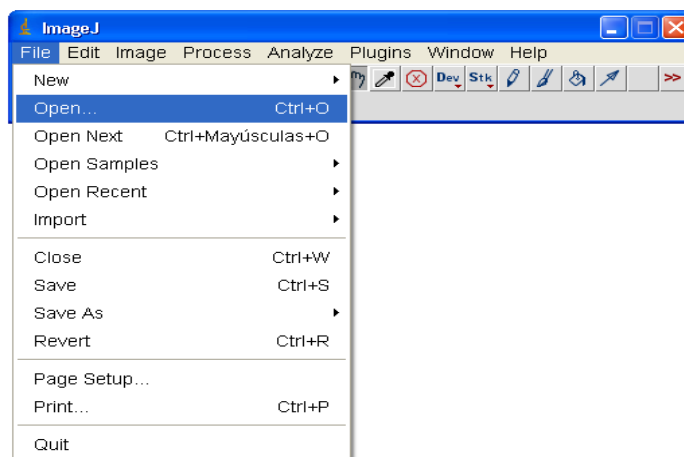 ImageJ
File Edit Image Process Analyze Plugins Window Help
New
Dev Stk >>
Open... Ctrl+O
Open Next Ctrl+Mayúsculas+O
Open Samples
Open Recent
Import
Close Ctrl+W
Save Ctrl+S
Save As
Revert Ctrl+R
Page Setup...
Print... Ctrl+P
Quit